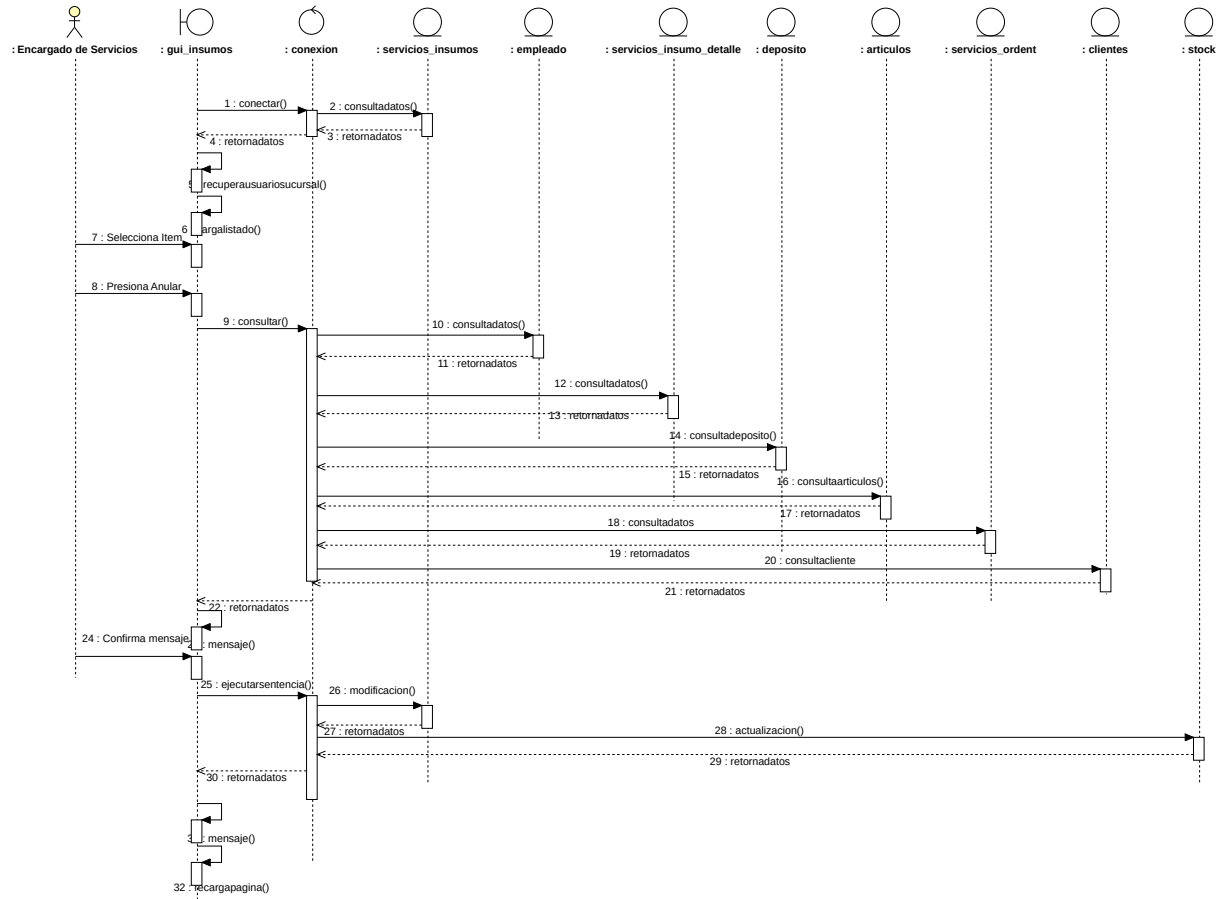 : Encargado de Servicios
: gui_insumos
: conexion
: servicios_insumos
: empleado
: servicios_insumo_detalle
: deposito
: articulos
: servicios_ordent
: clientes
: stock
1 : conectar()
2 : consultadatos()
3 : retornadatos
4 : retornadatos
5 : recuperausuariosucursal()
6 argalistado()
7 : Selecciona Item
8 : Presiona Anular
9 : consultar()
10 : consultadatos()
11 : retornadatos
12 : consultadatos()
13 : retornadatos
14 : consultadeposito()
15 : retornadatos
16 : consultaarticulos()
17 : retornadatos
18 : consultadatos
19 : retornadatos
20 : consultacliente
21 : retornadatos
22 : retornadatos
24 : Confirma mensaje
: mensaje()
25 : ejecutarsentencia()
26 : modificacion()
27 : retornadatos
28 : actualizacion()
29 : retornadatos
30 : retornadatos
: mensaje()
32 : recargapagina()